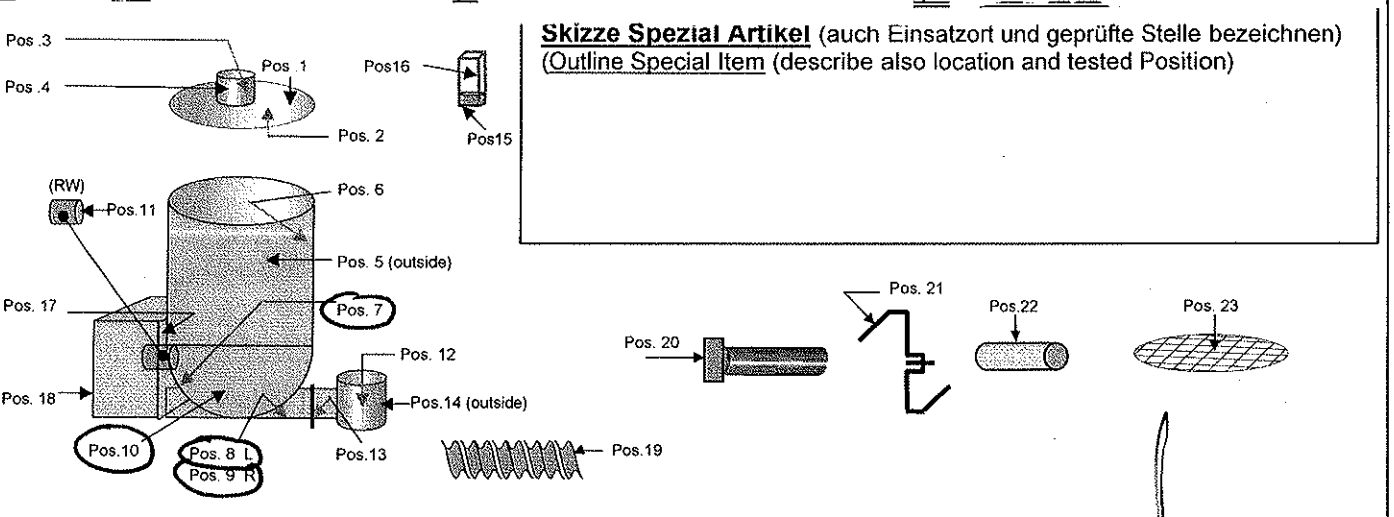 Skizze Spezial Artikel (auch Einsatzort und geprüfte Stelle bezeichnen)
(Outline Special Item (describe also location and tested Position)
Pos .3
Pos .1
Pos .4
Pos. 2
Pos16
Pos15
(RW)
Pos.11
Pos. 6
Pos. 5 (outside)
Pos. 17
Pos. 7
Pos. 12
Pos. 18
Pos.14 (outside)
Pos.10
Pos. 8 L
Pos. 9 R
Pos.13
Pos.19
Pos. 20
Pos. 21
Pos.22
Pos. 23